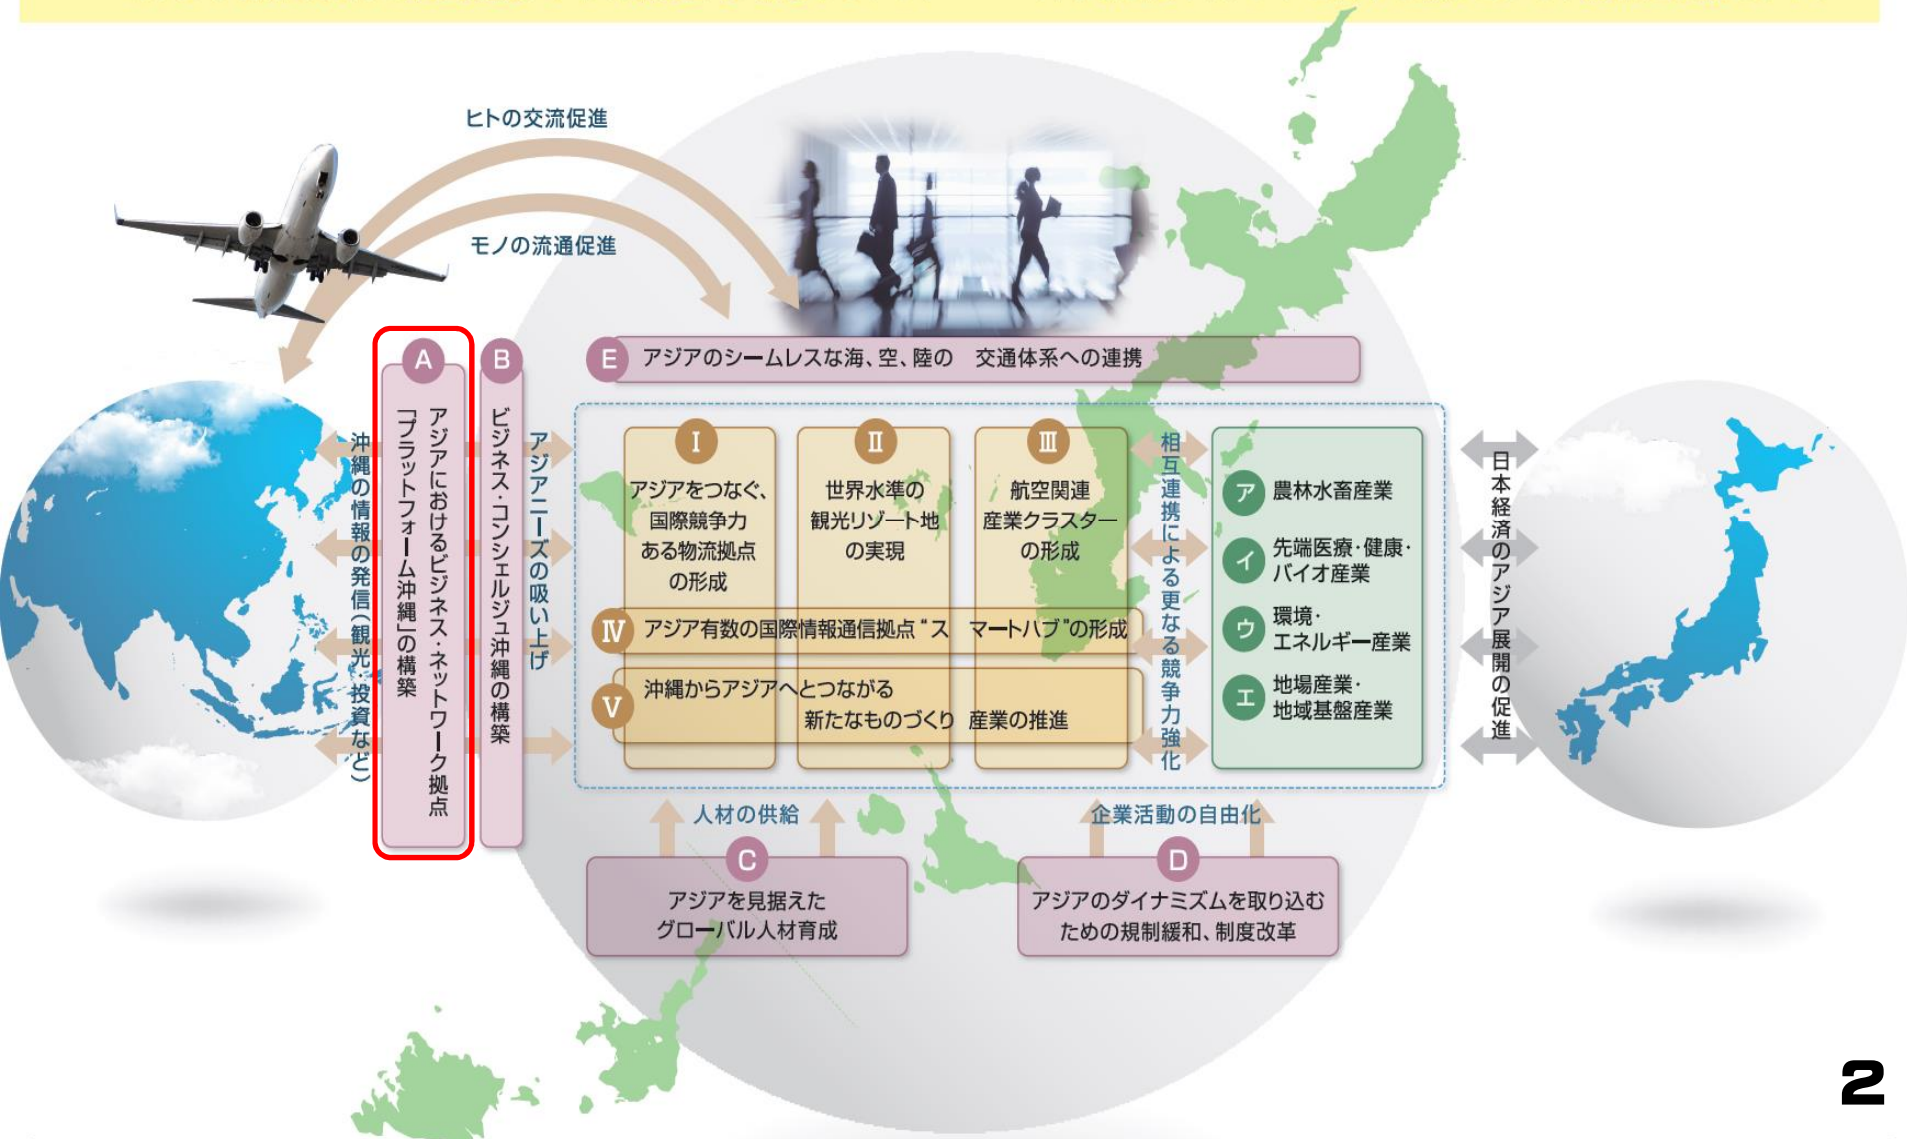 ヒトの交流促進
モノの流通促進
E
アジアのシームレスな海、空、陸の 交通体系への連携
沖縄の情報の発信(観光・投資など)
A
アジアにおけるビジネス・ネットワーク拠点
「プラットフォーム沖縄」の構築
B
ビジネス・コンシェルジュ沖縄の構築
アジアニーズの吸い上げ
Ⅰ
アジアをつなぐ、
国際競争力
ある物流拠点
の形成
Ⅱ
世界水準の
観光リゾート地
の実現
Ⅲ
航空関連
産業クラスター
の形成
Ⅳ
アジア有数の国際情報通信拠点“ス マートハブ”の形成
Ⅴ
沖縄からアジアへとつながる
新たなものづくり 産業の推進
相互連携による更なる競争力強化
ア
農林水畜産業
イ
先端医療・健康・
バイオ産業
ウ
環境・
エネルギー産業
エ
地場産業・
地域基盤産業
日本経済のアジア展開の促進
人材の供給
C
アジアを見据えた
グローバル人材育成
企業活動の自由化
D
アジアのダイナミズムを取り込む
ための規制緩和、制度改革
2